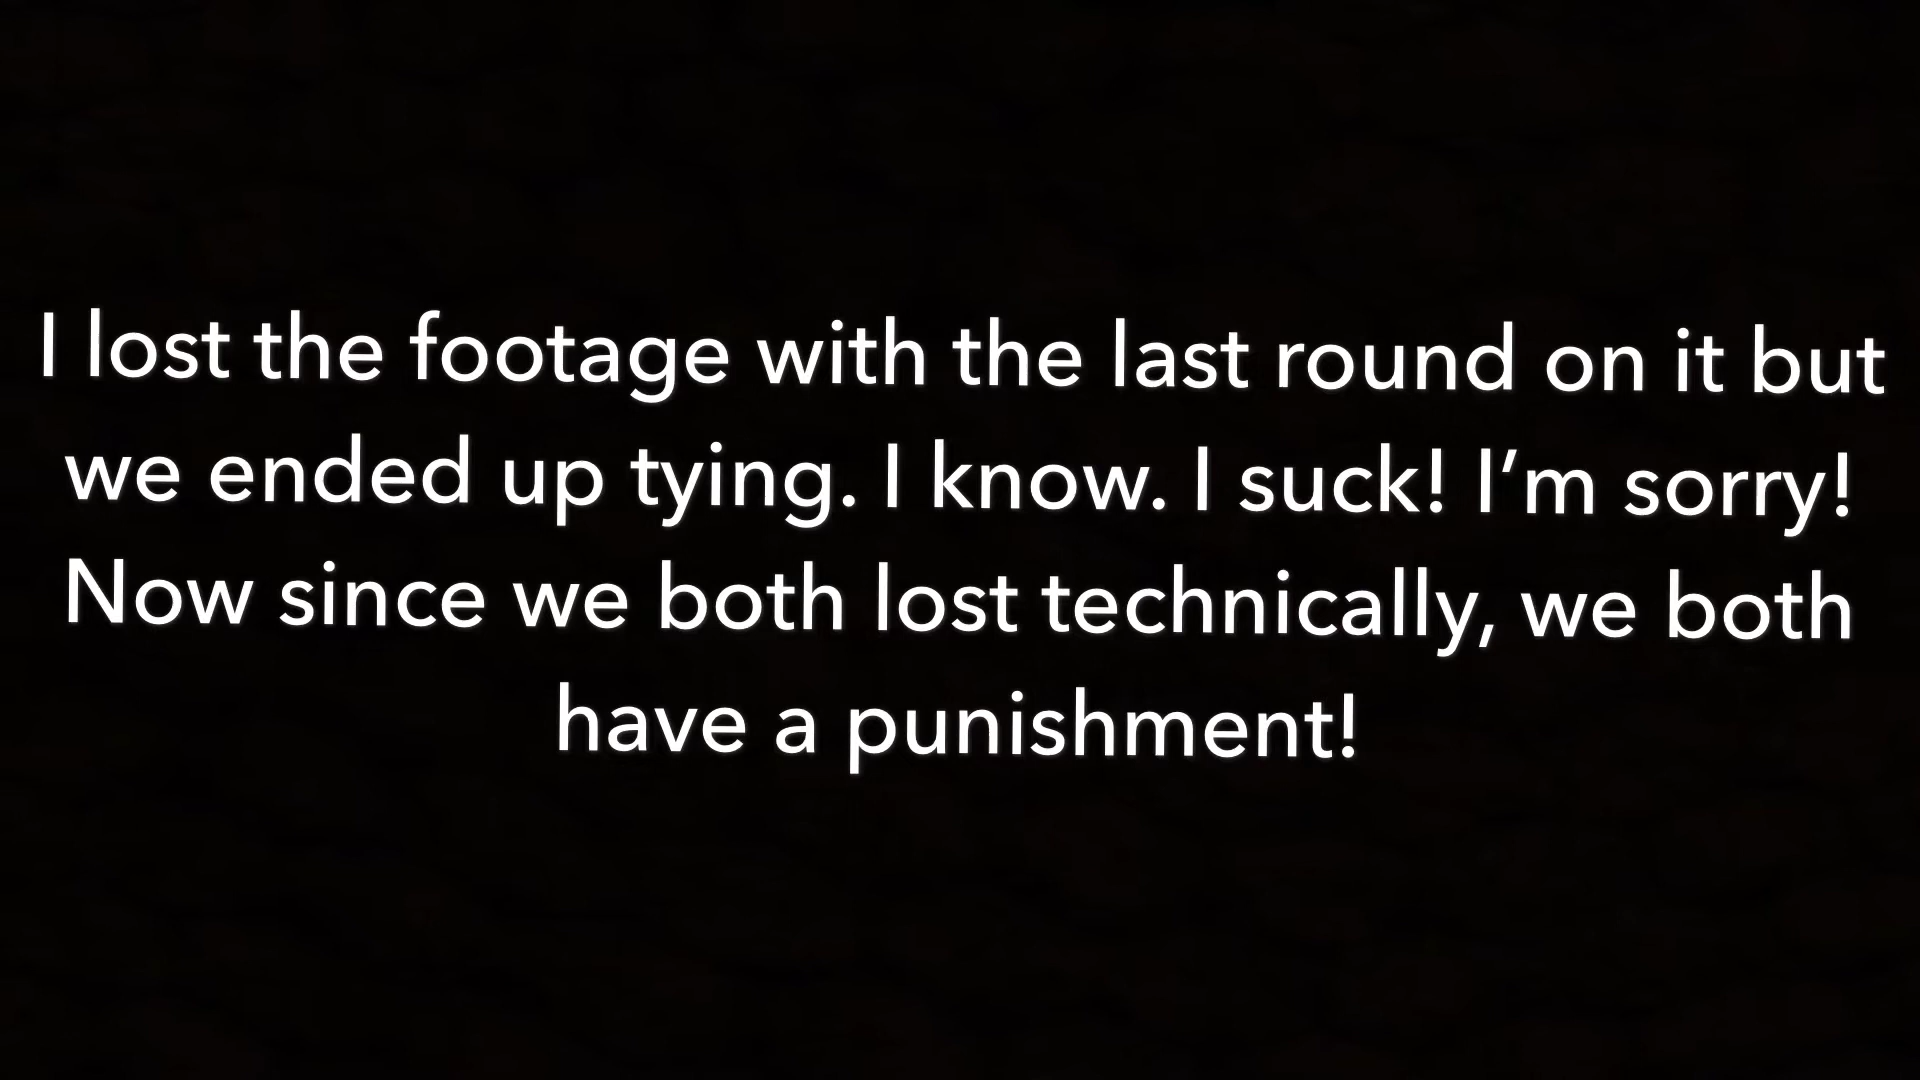 I lost the footage with the last round on it but
we ended up tying. I know. I suck! I’m sorry!
Now since we both lost technically, we both
have a punishment!